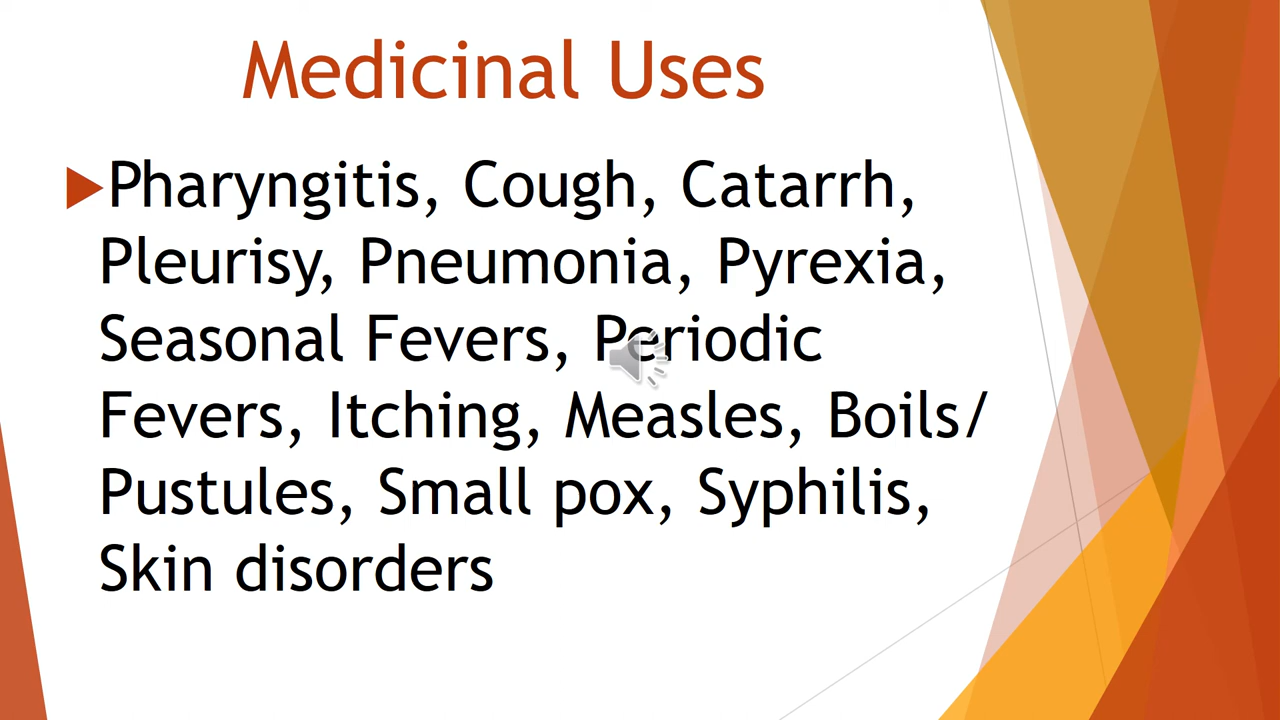 Medicinal Uses
Pharyngitis, Cough, Catarrh,
Pleurisy, Pneumonia, Pyrexia,
Seasonal Fevers, Periodic
Fevers, Itching, Measles, Boils/
Pustules, Small pox, Syphilis,
Skin disorders